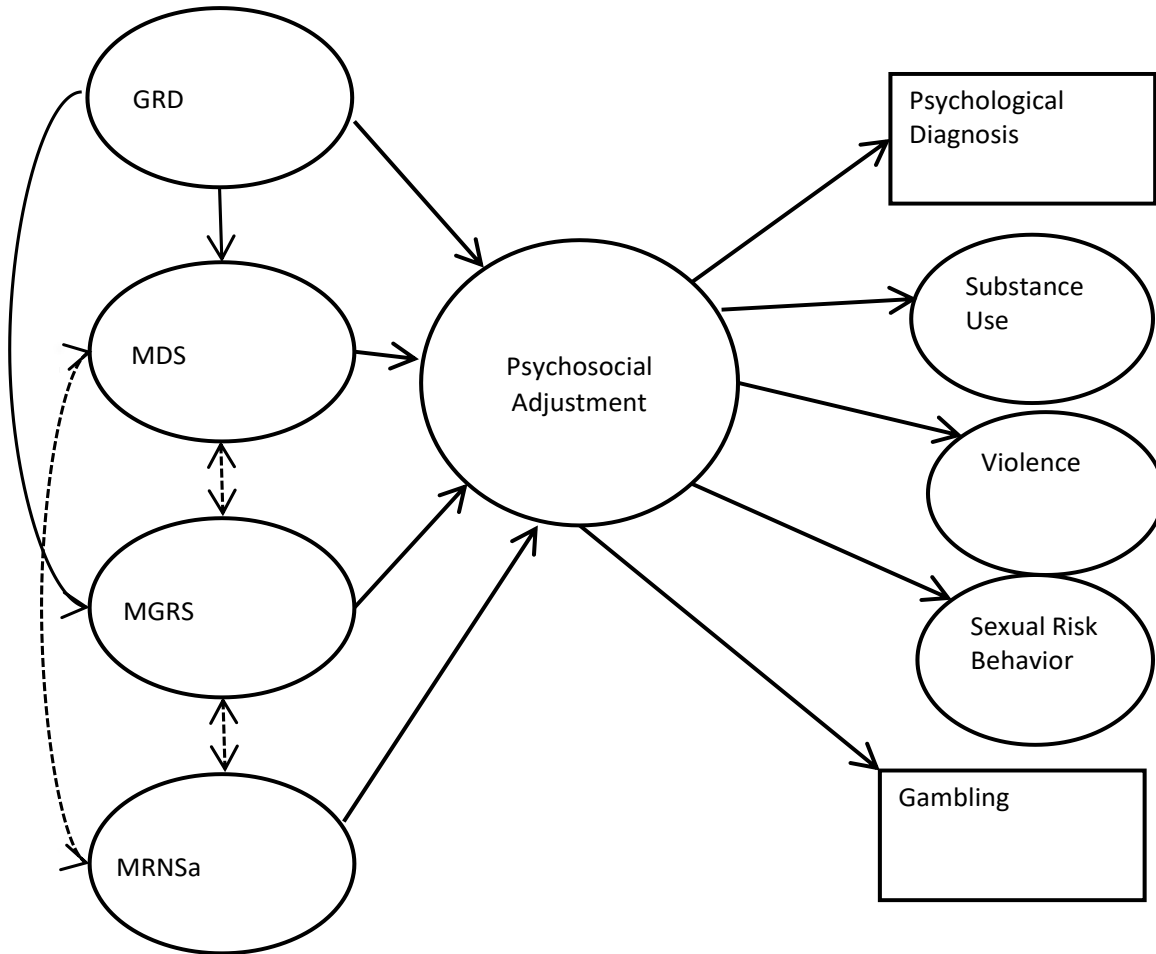 GRD
MDS
MGRS
MRNSa
Psychosocial
Adjustment
Psychological
Diagnosis
Substance
Use
Violence
Sexual Risk
Behavior
Gambling